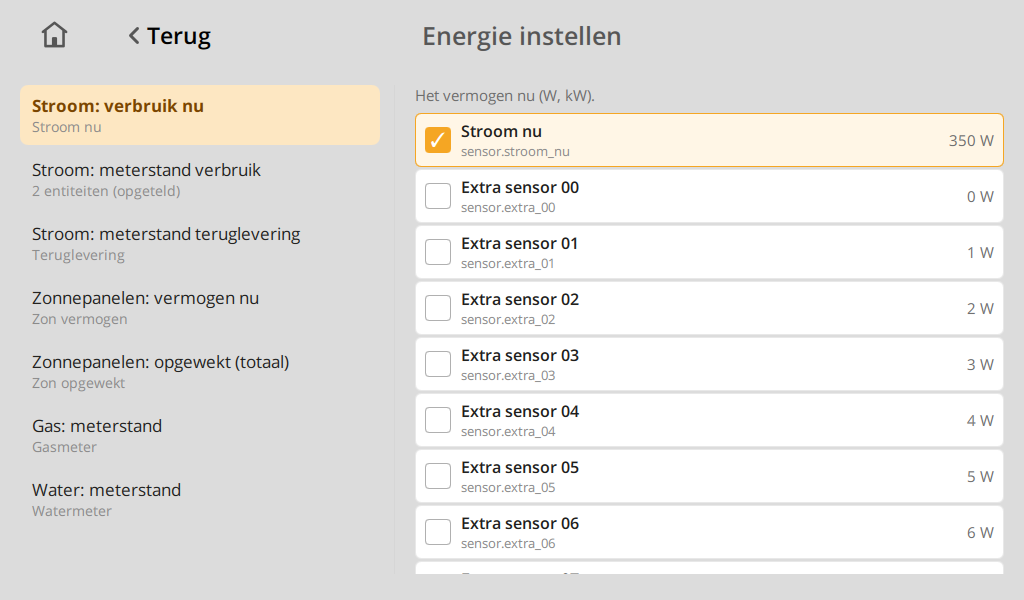 Terug
Energie instellen
Stroom: verbruik nu
Stroom nu
Stroom: meterstand verbruik
2 entiteiten (opgeteld)
Stroom: meterstand teruglevering
Teruglevering
Zonnepanelen: vermogen nu
Zon vermogen
Zonnepanelen: opgewekt (totaal)
Zon opgewekt
Gas: meterstand
Gasmeter
Water: meterstand
Watermeter
Het vermogen nu (W, kW).
Stroom nu
sensor.stroom_nu
350 W
Extra sensor 00
sensor.extra_00
0 W
Extra sensor 01
sensor.extra_01
1 W
Extra sensor 02
sensor.extra_02
2 W
Extra sensor 03
sensor.extra_03
3 W
Extra sensor 04
sensor.extra_04
4 W
Extra sensor 05
sensor.extra_05
5 W
Extra sensor 06
sensor.extra_06
6 W